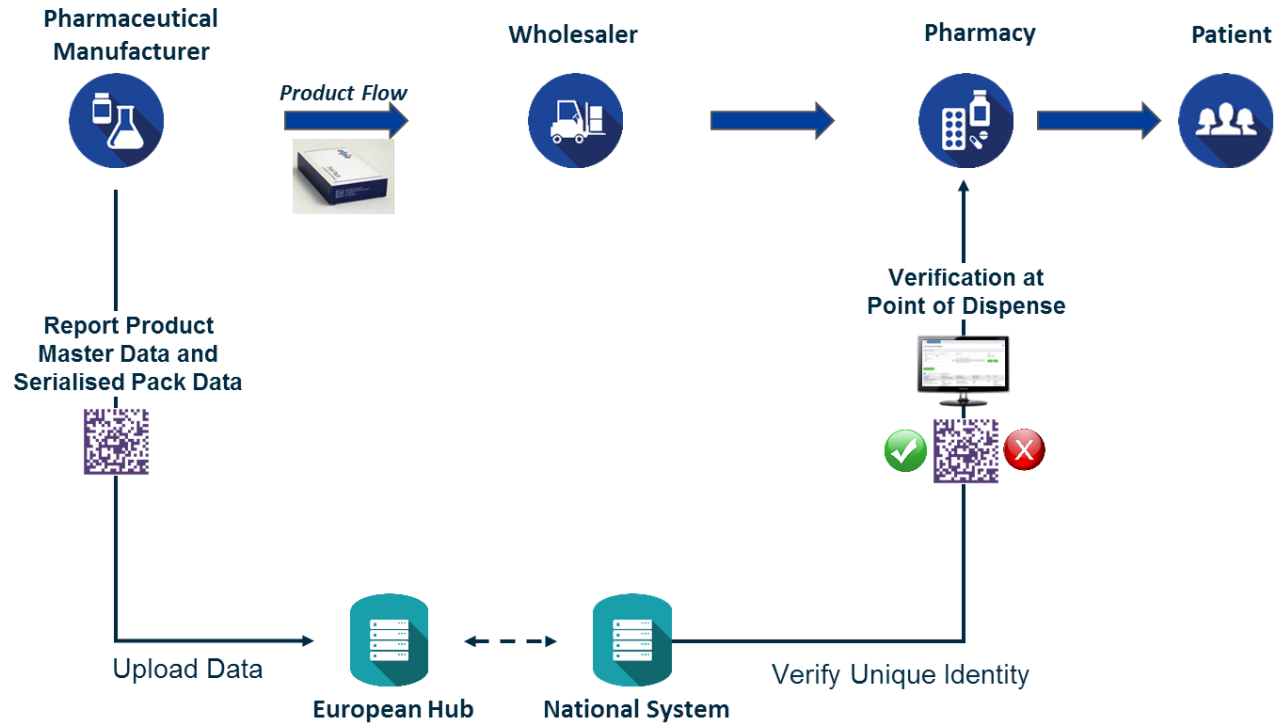 Pharmaceutical
Manufacturer
Wholesaler
Pharmacy
Patient
Product Flow
Report Product
Master Data and
Serialised Pack Data
Verification at
Point of Dispense
X
Upload Data
European Hub
National System
Verify Unique Identity